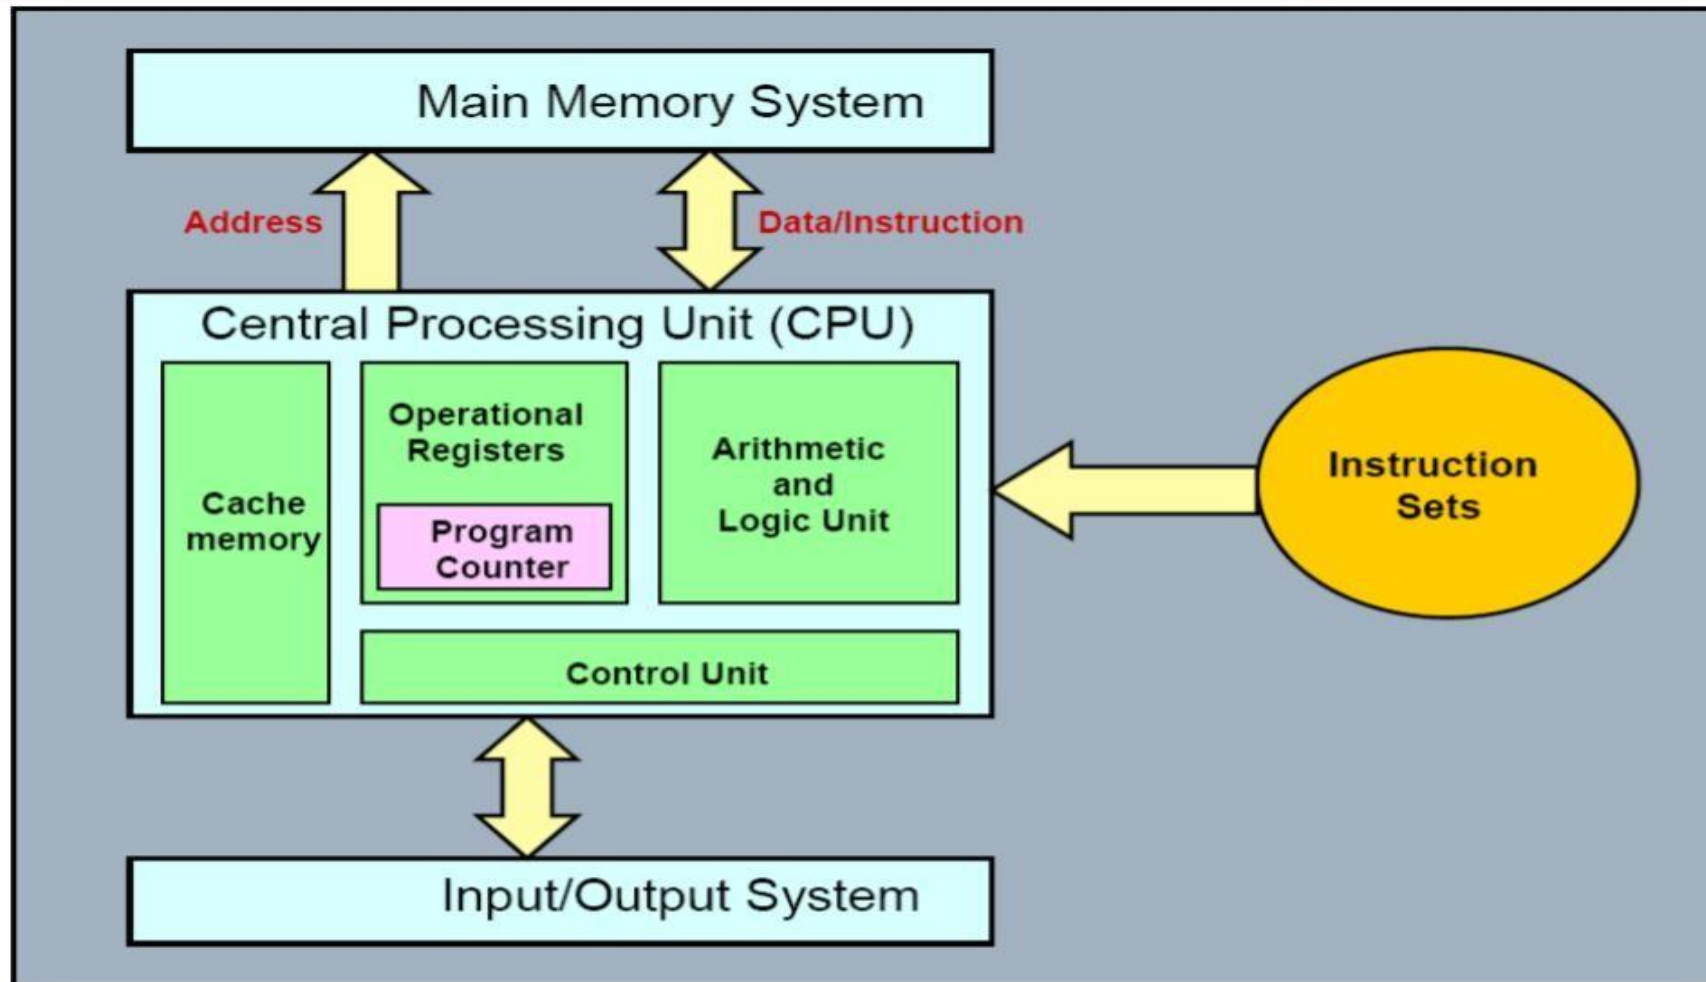 Main Memory System
Address
Data/Instruction
Central Processing Unit (CPU)
Cache
memory
Operational
Registers
Program
Counter
Arithmetic
and
Logic Unit
Control Unit
Instruction
Sets
Input/Output System